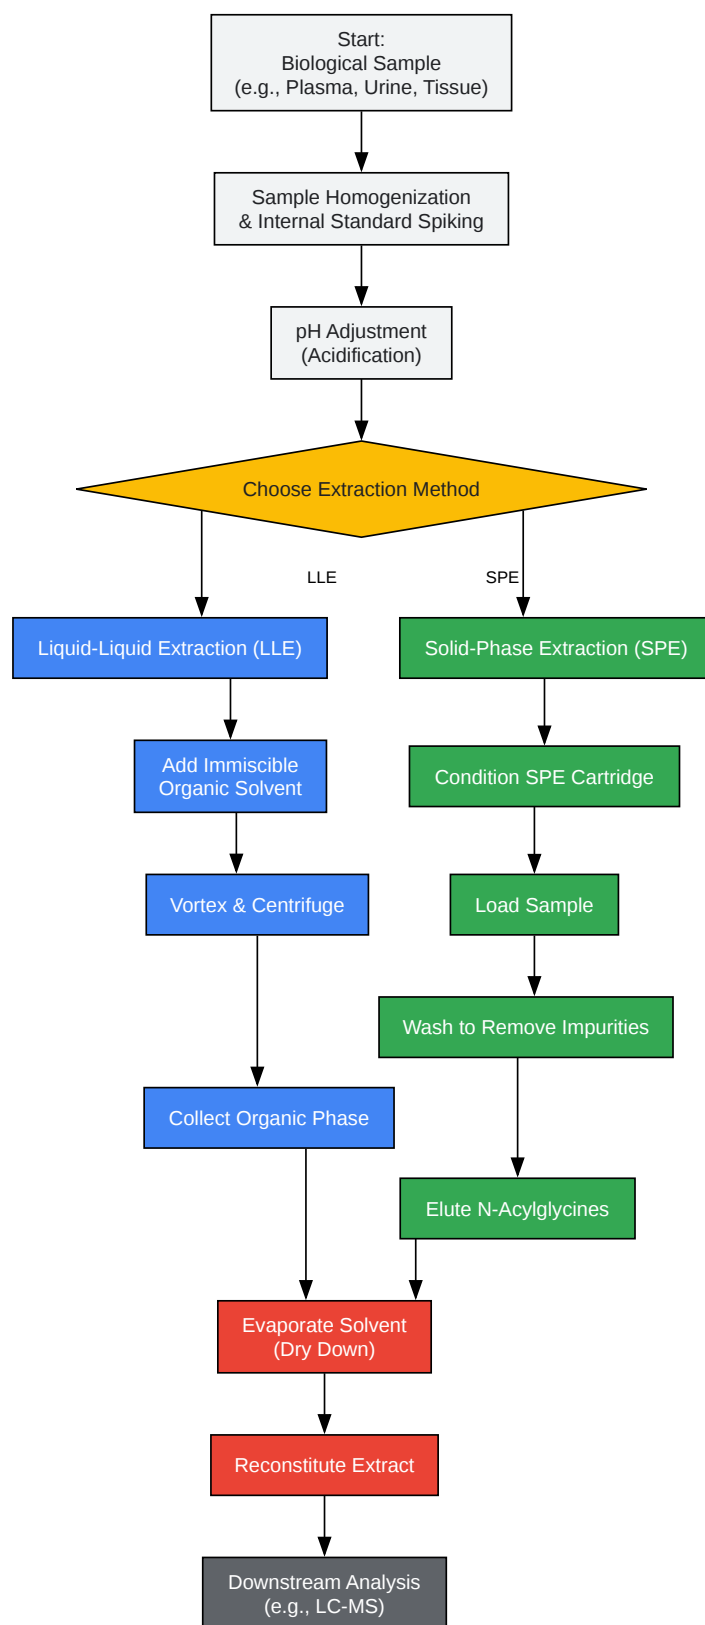 Start:
Biological Sample
(e.g., Plasma, Urine, Tissue)
Sample Homogenization
& Internal Standard Spiking
pH Adjustment
(Acidification)
Choose Extraction Method
LLE
SPE
Liquid-Liquid Extraction (LLE)
Solid-Phase Extraction (SPE)
Add Immiscible
Organic Solvent
Condition SPE Cartridge
Vortex & Centrifuge
Load Sample
Wash to Remove Impurities
Collect Organic Phase
Elute N-Acylglycines
Evaporate Solvent
(Dry Down)
Reconstitute Extract
Downstream Analysis
(e.g., LC-MS)